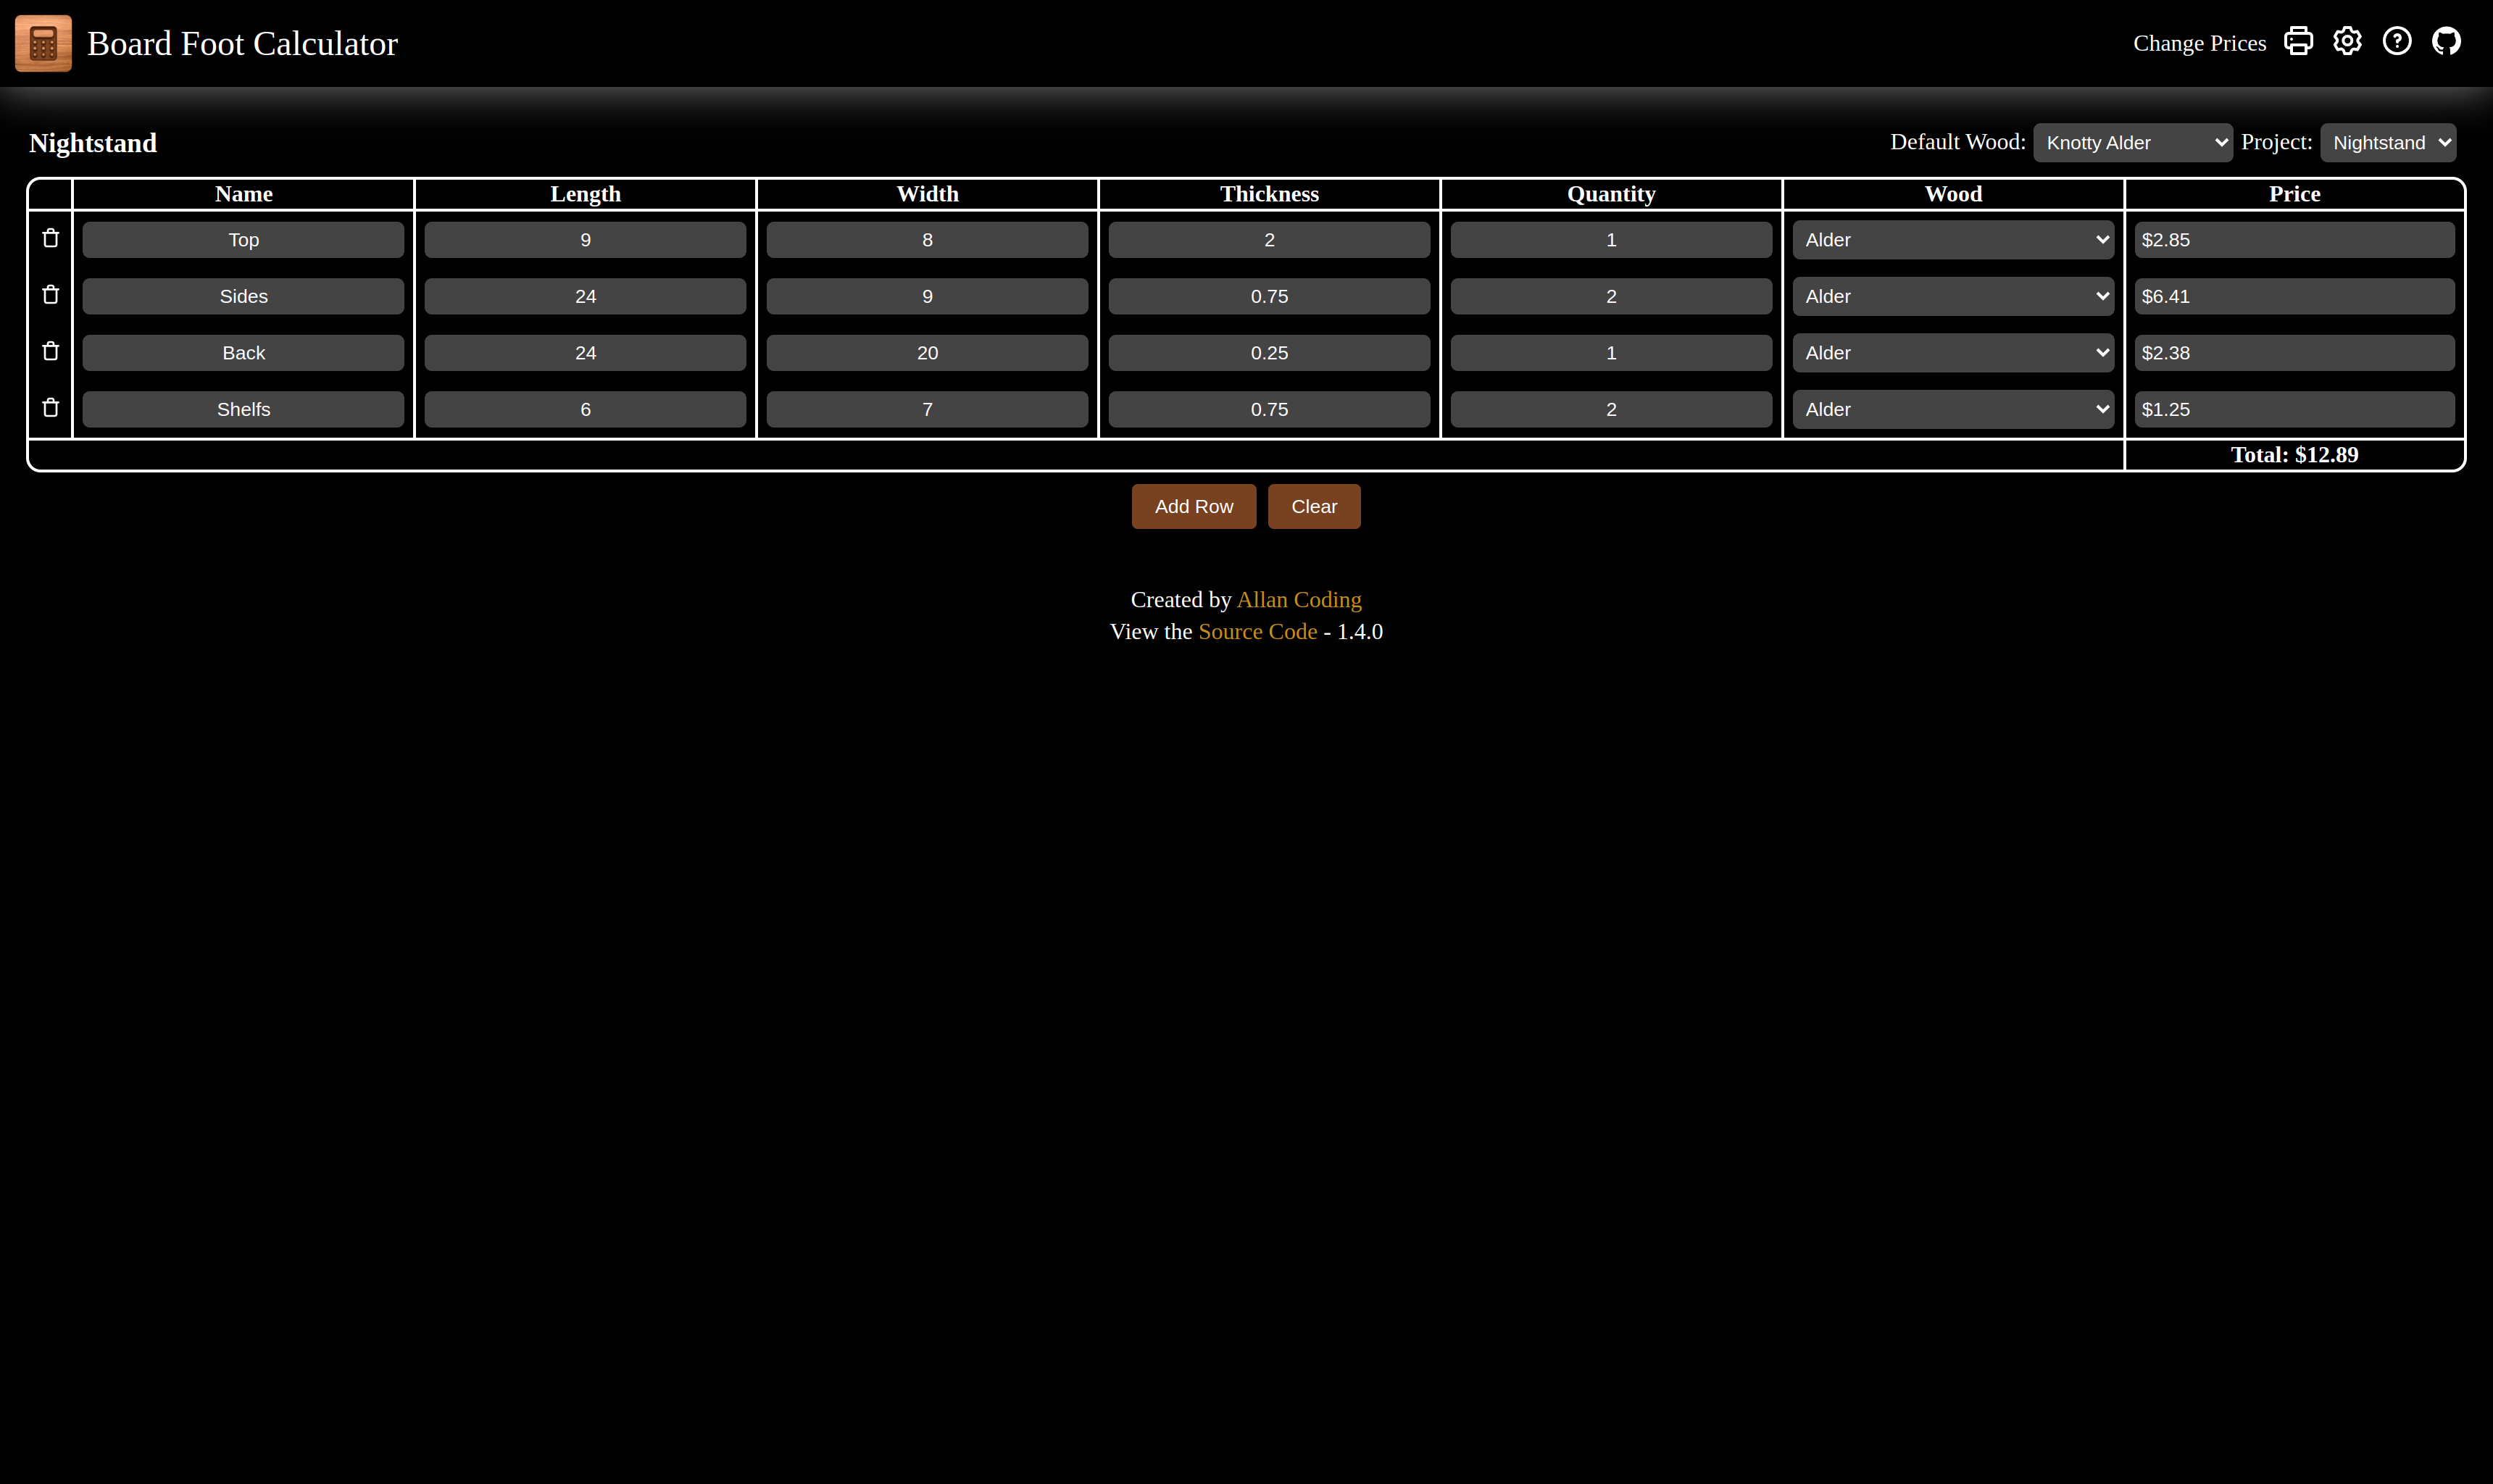 Board Foot Calculator Change Prices
Nightstand Default Wood: Knotty Alder Project: Nightstand
Name Length Width Thickness Quantity Wood Price
Top 9 8 2 1 Alder $2.85
Sides 24 9 0.75 2 Alder $6.41
Back 24 20 0.25 1 Alder $2.38
Shelfs 6 7 0.75 2 Alder $1.25
Total: $12.89
Add Row Clear
Created by Allan Coding
View the Source Code - 1.4.0